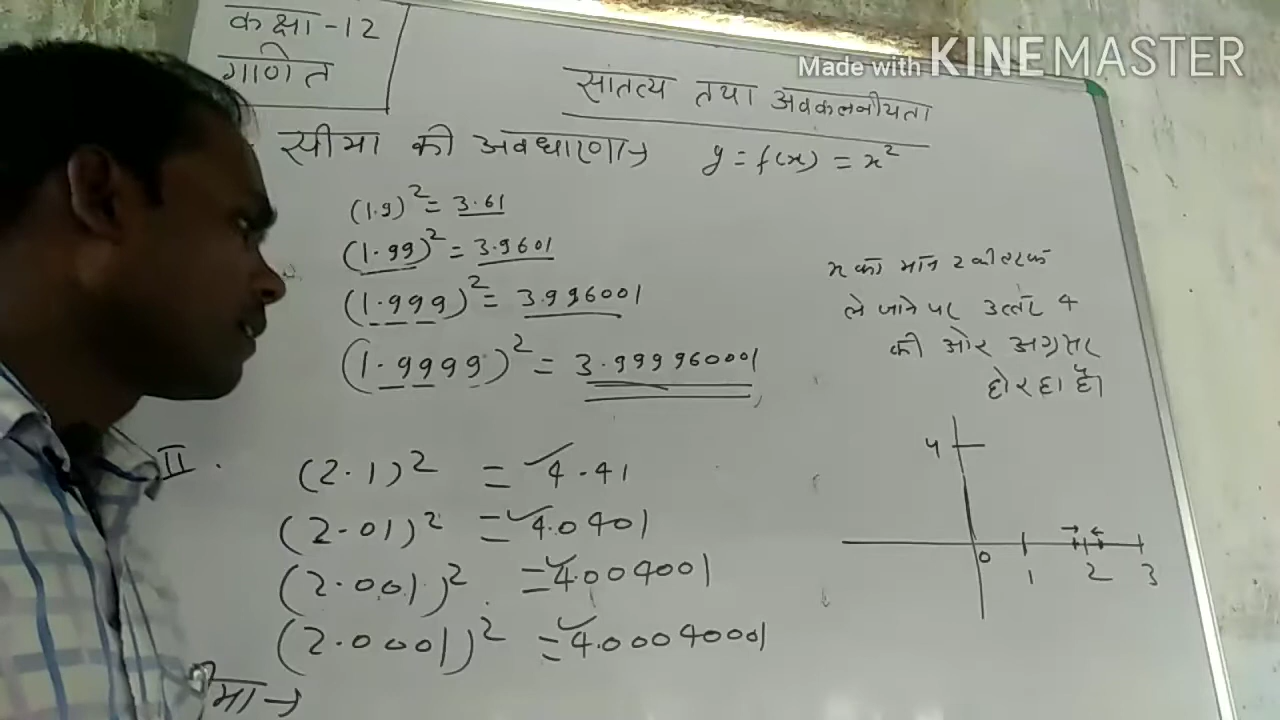 कक्षा-12
गणित
Made with KINEMASTER
सांतत्य तथा अवकलनीयता
सीमा की अवधारणा→ y = f(x) = x²
(1.9)² = 3.61
(1.99)² = 3.9601
(1.999)² = 3.996001
(1.9999)² = 3.99960001
x का मान 2 की तरफ
ले जाने पर उत्तर 4
की ओर अग्रसर
हो रहा है।
II.
(2.1)² = 4.41
(2.01)² = 4.0401
(2.001)² = 4.004001
(2.0001)² = 4.00040001
4
0 1 2 3
मा→